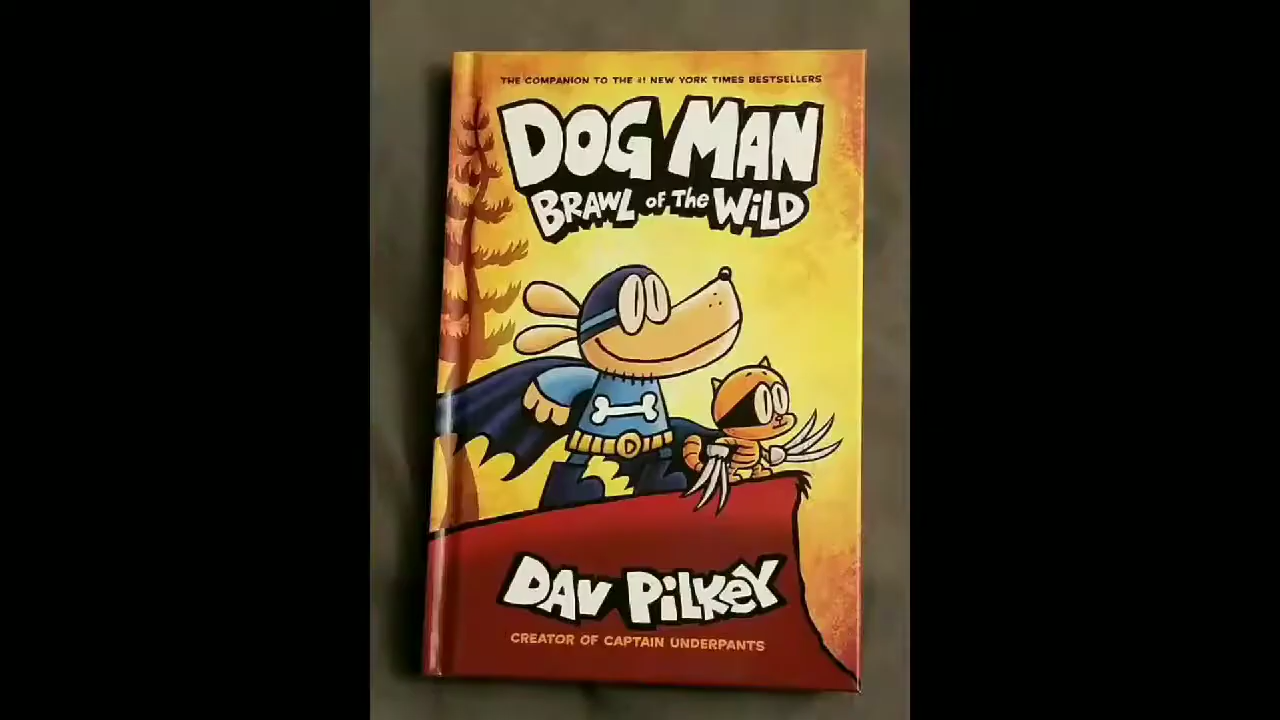 THE COMPANION TO THE #1 NEW YORK TIMES BESTSELLERS
DOG MAN
BRAWL OF THE WiLD
D
DAV PiLKEY
CREATOR OF CAPTAIN UNDERPANTS